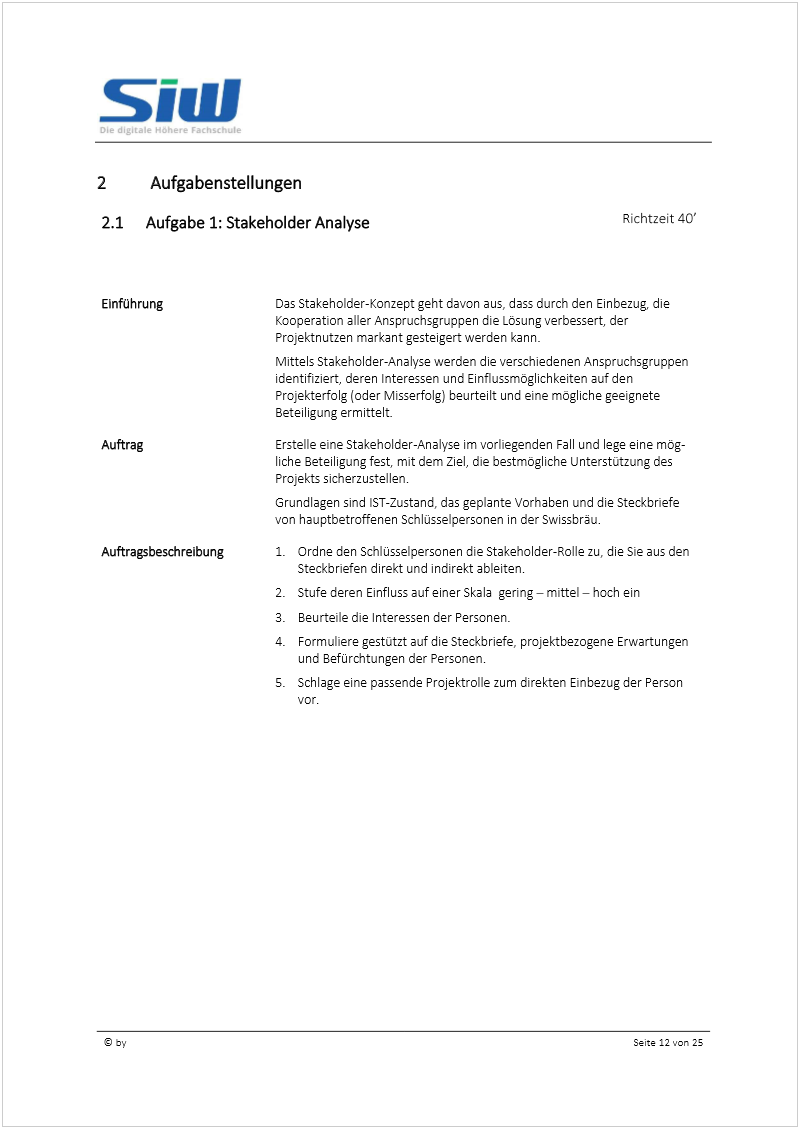 SIW
Die digitale Höhere Fachschule
2 Aufgabenstellungen
2.1 Aufgabe 1: Stakeholder Analyse
Richtzeit 40’
Einführung
Das Stakeholder-Konzept geht davon aus, dass durch den Einbezug, die
Kooperation aller Anspruchsgruppen die Lösung verbessert, der
Projektnutzen markant gesteigert werden kann.
Mittels Stakeholder-Analyse werden die verschiedenen Anspruchsgruppen
identifiziert, deren Interessen und Einflussmöglichkeiten auf den
Projekterfolg (oder Misserfolg) beurteilt und eine mögliche geeignete
Beteiligung ermittelt.
Auftrag
Erstelle eine Stakeholder-Analyse im vorliegenden Fall und lege eine mög-
liche Beteiligung fest, mit dem Ziel, die bestmögliche Unterstützung des
Projekts sicherzustellen.
Grundlagen sind IST-Zustand, das geplante Vorhaben und die Steckbriefe
von hauptbetroffenen Schlüsselpersonen in der Swissbräu.
Auftragsbeschreibung
1. Ordne den Schlüsselpersonen die Stakeholder-Rolle zu, die Sie aus den
Steckbriefen direkt und indirekt ableiten.
2. Stufe deren Einfluss auf einer Skala gering – mittel – hoch ein
3. Beurteile die Interessen der Personen.
4. Formuliere gestützt auf die Steckbriefe, projektbezogene Erwartungen
und Befürchtungen der Personen.
5. Schlage eine passende Projektrolle zum direkten Einbezug der Person
vor.
© by
Seite 12 von 25